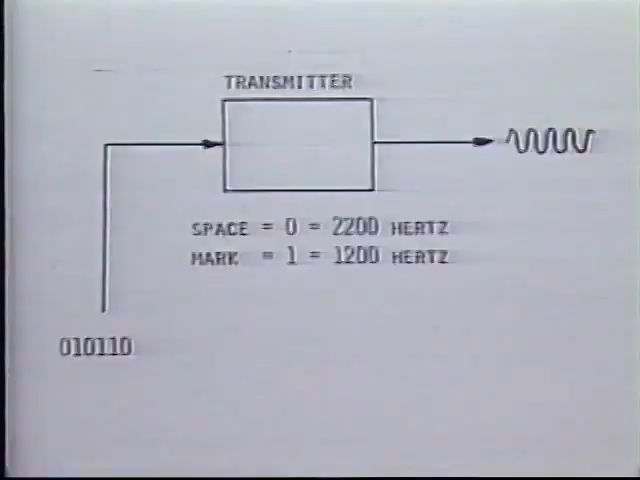 TRANSMITTER
SPACE = 0 = 2200 HERTZ
MARK = 1 = 1200 HERTZ
010110